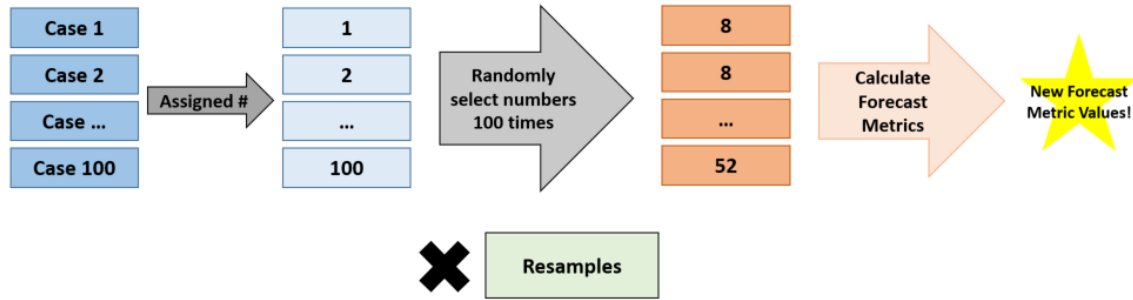 Case 1
Case 2
Case ...
Case 100
Assigned #
1
2
...
100
Randomly
select numbers
100 times
8
8
...
52
Calculate
Forecast
Metrics
New Forecast
Metric Values!
Resamples